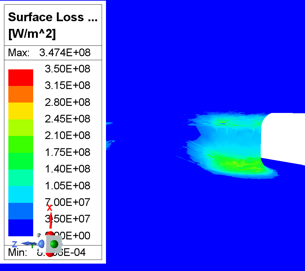 Surface Loss ...
[W/m^2]
Max: 3.474E+08
3.50E+08
3.15E+08
2.80E+08
2.45E+08
2.10E+08
1.75E+08
1.40E+08
1.05E+08
7.00E+07
X
Z
Min: